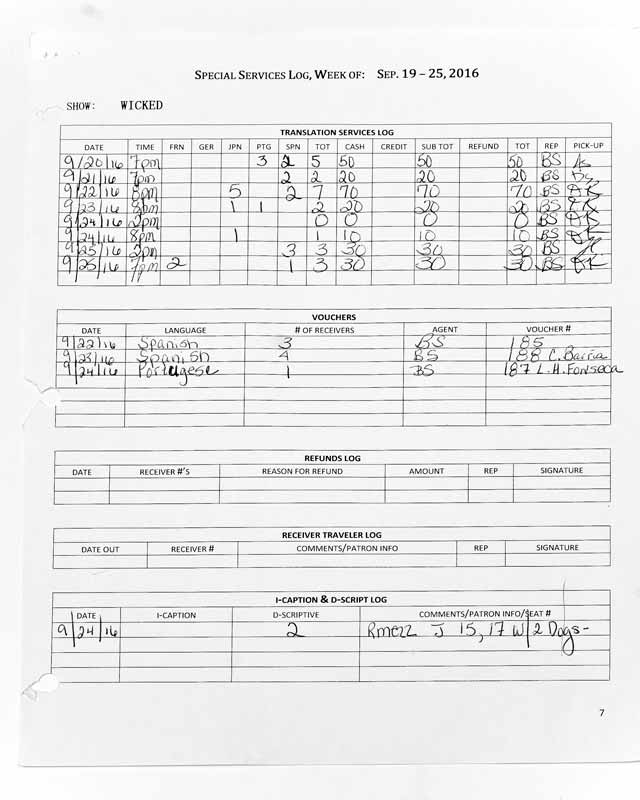 SPECIAL SERVICES LOG, WEEK OF: SEP. 19 – 25, 2016
SHOW: WICKED
TRANSLATION SERVICES LOG
DATE TIME FRN GER JPN PTG SPN TOT CASH CREDIT SUB TOT REFUND TOT REP PICK-UP
9/20/16 7pm 3 2 5 50 50 50 BS
9/21/16 7pm 2 2 20 20 20 BS
9/22/16 8pm 5 2 7 70 70 70 BS
9/23/16 8pm 1 1 2 20 20 20 BS
9/24/16 2pm 0 0 0 0 BS
9/24/16 8pm 1 1 10 10 10 BS
9/25/16 2pm 3 3 30 30 30 BS
9/25/16 7pm 2 1 3 30 30 30 BS
VOUCHERS
DATE LANGUAGE # OF RECEIVERS AGENT VOUCHER #
9/22/16 Spanish 3 BS 185
9/23/16 Spanish 4 BS 188 C. Barria
9/24/16 Portugese 1 BS 187 L.H. Fonseca
REFUNDS LOG
DATE RECEIVER #'S REASON FOR REFUND AMOUNT REP SIGNATURE
RECEIVER TRAVELER LOG
DATE OUT RECEIVER # COMMENTS/PATRON INFO REP SIGNATURE
I-CAPTION & D-SCRIPT LOG
DATE I-CAPTION D-SCRIPTIVE COMMENTS/PATRON INFO/SEAT #
9/24/16 2 Rmezz J 15, 17 W/2 Dogs-
7